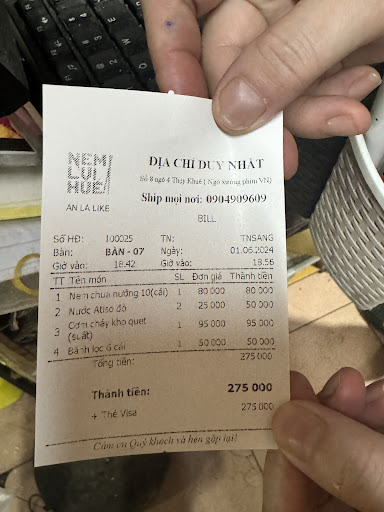 NEM
LỤI
HUẾ
ĂN LÀ LIKE
ĐỊA CHỈ DUY NHẤT
Số 8 ngõ 4 Thụy Khuê ( Ngõ xưởng phim VN)
Ship mọi nơi: 0904909609
BILL
Số HĐ: 100025 TN: TNSANG
Bàn: BÀN - 07 Ngày: 01.06.2024
Giờ vào: 18.42 Giờ vào: 18.56
TT Tên món SL Đơn giá Thành tiền
1 Nem chua nướng 10(cái) 1 80 000 80 000
2 Nước Atiso đỏ 2 25 000 50 000
3 Cơm cháy kho quẹt (suất) 1 95 000 95 000
4 Bánh lọc 6 cái 1 50 000 50 000
Tổng tiền: 275 000
Thành tiền: 275 000
+ Thẻ Visa 275 000
Cảm ơn Quý khách và hẹn gặp lại!